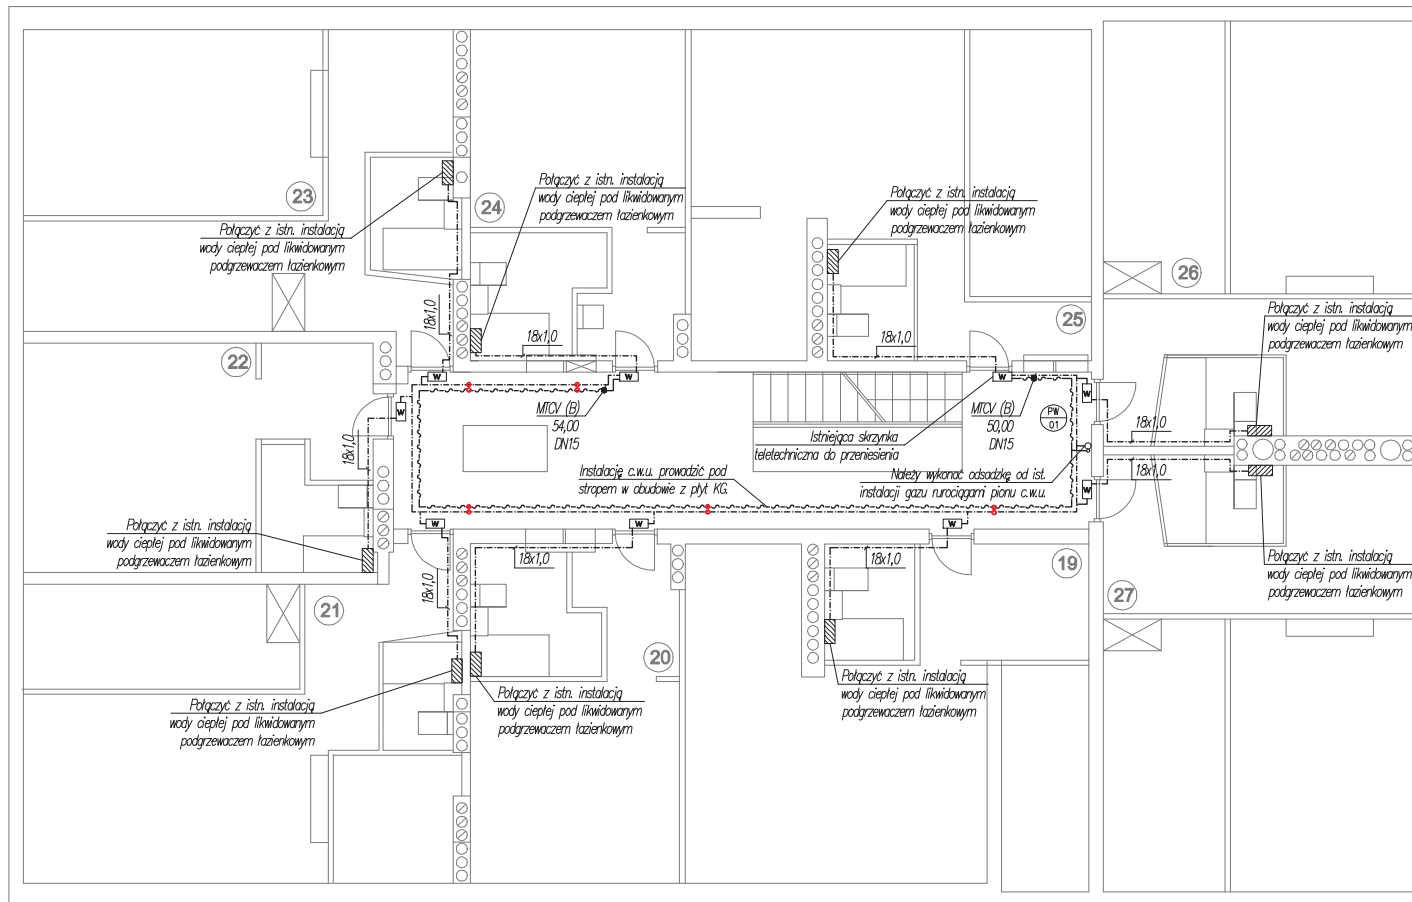 23
Połączyć z istn. instalacją
wody ciepłej pod likwidowanym
podgrzewaczem łazienkowym
24
Połączyć z istn. instalacją
wody ciepłej pod likwidowanym
podgrzewaczem łazienkowym
Połączyć z istn. instalacją
wody ciepłej pod likwidowanym
podgrzewaczem łazienkowym
26
25
Połączyć z istn. instalacją
wody ciepłej pod likwidowanym
podgrzewaczem łazienkowym
22
18x1,0
18x1,0
18x1,0
W
W
W
W
W
MTCV (B)
54,00
DN15
MTCV (B)
50,00
DN15
PW
01
18x1,0
18x1,0
18x1,0
Istniejąca skrzynka
teletechniczna do przeniesienia
Instalację c.w.u. prowadzić pod
stropem w obudowie z płyt KG.
Należy wykonać odsadzkę od ist.
instalacji gazu rurociągami pionu c.w.u.
W
W
W
W
Połączyć z istn. instalacją
wody ciepłej pod likwidowanym
podgrzewaczem łazienkowym
18x1,0
18x1,0
18x1,0
19
Połączyć z istn. instalacją
wody ciepłej pod likwidowanym
podgrzewaczem łazienkowym
27
21
20
Połączyć z istn. instalacją
wody ciepłej pod likwidowanym
podgrzewaczem łazienkowym
Połączyć z istn. instalacją
wody ciepłej pod likwidowanym
podgrzewaczem łazienkowym
Połączyć z istn. instalacją
wody ciepłej pod likwidowanym
podgrzewaczem łazienkowym